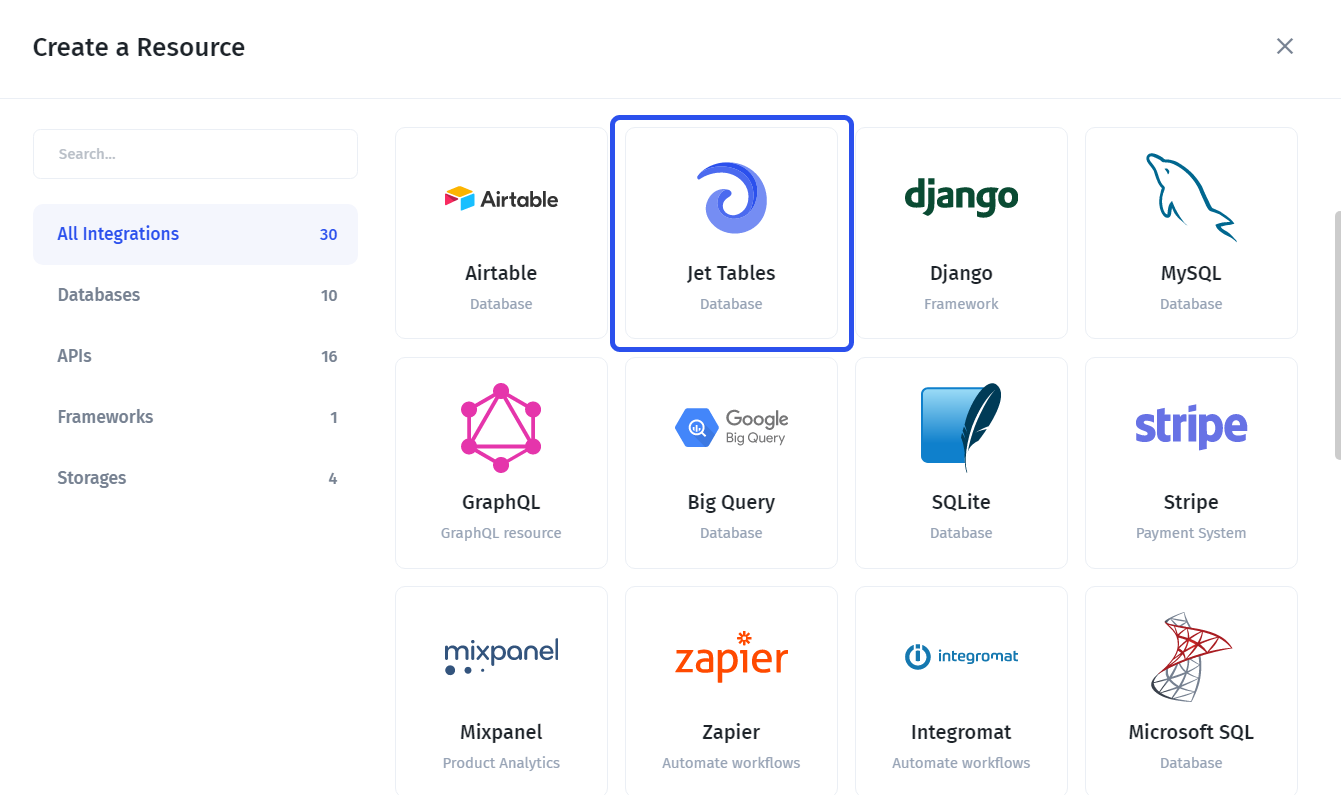 Create a Resource
Search...
All Integrations 30
Databases 10
APIs 16
Frameworks 1
Storages 4
Airtable
Airtable
Database
Jet Tables
Database
django
Django
Framework
MySQL
Database
GraphQL
GraphQL resource
Google
Big Query
Big Query
Database
SQLite
Database
stripe
Stripe
Payment System
mixpanel
Mixpanel
Product Analytics
zapier
Zapier
Automate workflows
integromat
Integromat
Automate workflows
Microsoft SQL
Database